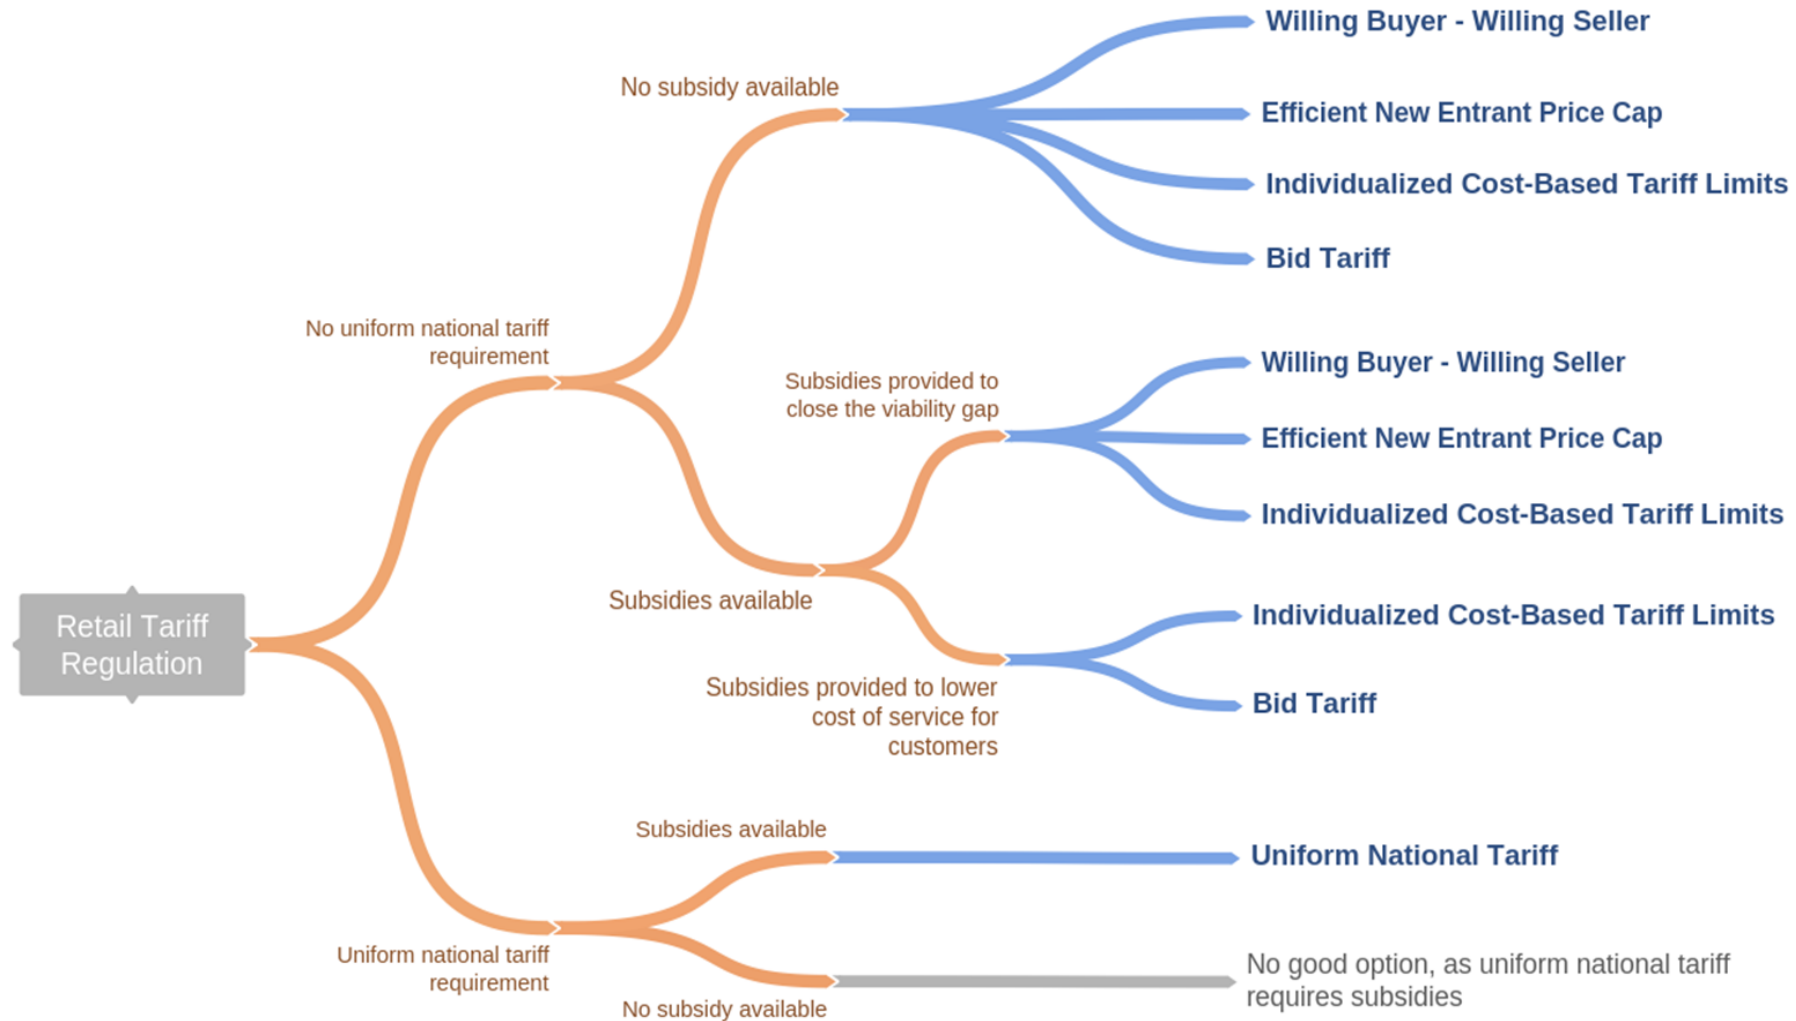 Willing Buyer - Willing Seller
No subsidy available
Efficient New Entrant Price Cap
Individualized Cost-Based Tariff Limits
Bid Tariff
No uniform national tariff
requirement
Willing Buyer - Willing Seller
Subsidies provided to
close the viability gap
Efficient New Entrant Price Cap
Individualized Cost-Based Tariff Limits
Subsidies available
Retail Tariff
Regulation
Individualized Cost-Based Tariff Limits
Subsidies provided to lower
cost of service for
customers
Bid Tariff
Subsidies available
Uniform National Tariff
Uniform national tariff
requirement
No good option, as uniform national tariff
requires subsidies
No subsidy available